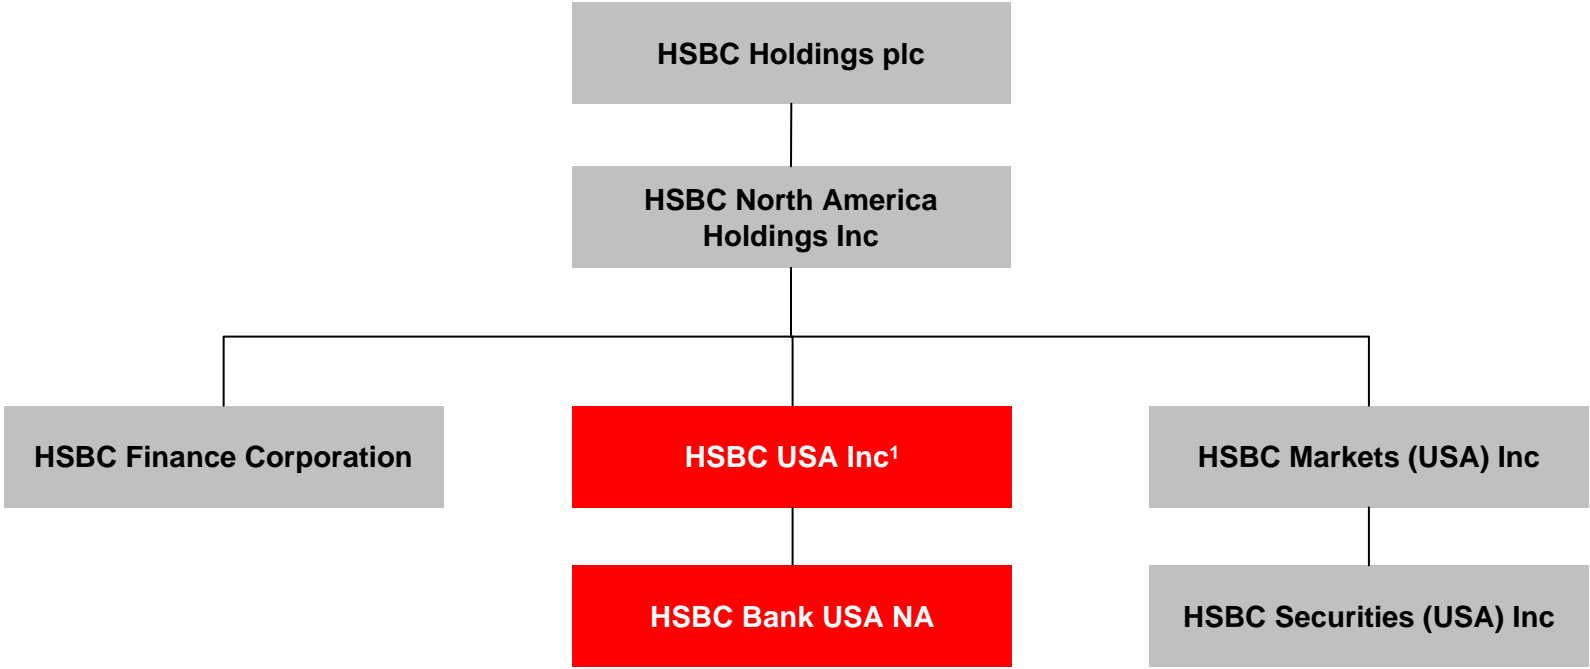 HSBC Holdings plc
HSBC North America
Holdings Inc
HSBC Finance Corporation
HSBC USA Inc¹
HSBC Markets (USA) Inc
HSBC Bank USA NA
HSBC Securities (USA) Inc